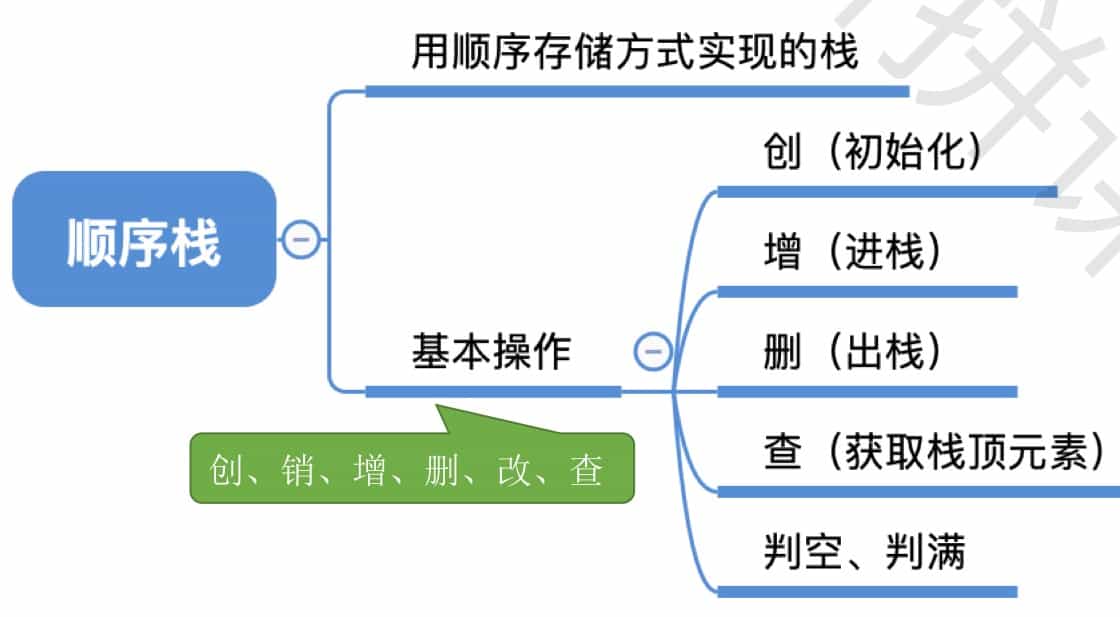 用顺序存储方式实现的栈
创（初始化）
增（进栈）
顺序栈
基本操作
删（出栈）
创、销、增、删、改、查
查（获取栈顶元素）
判空、判满